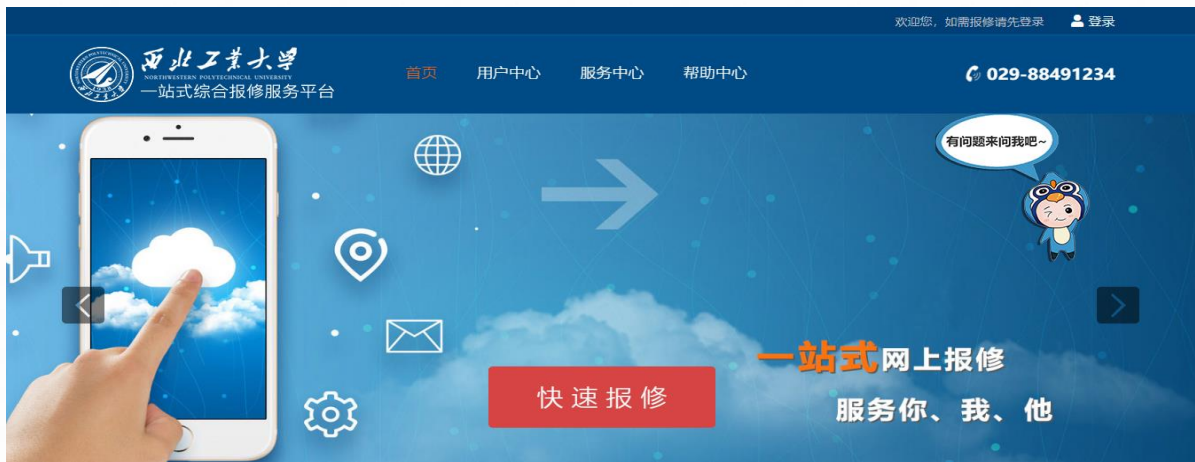 欢迎您，如需报修请先登录 登录
西北工业大学
NORTHWESTERN POLYTECHNICAL UNIVERSITY
一站式综合报修服务平台
首页 用户中心 服务中心 帮助中心
029-88491234
有问题来问我吧~
一站式网上报修
快速报修
服务你、我、他